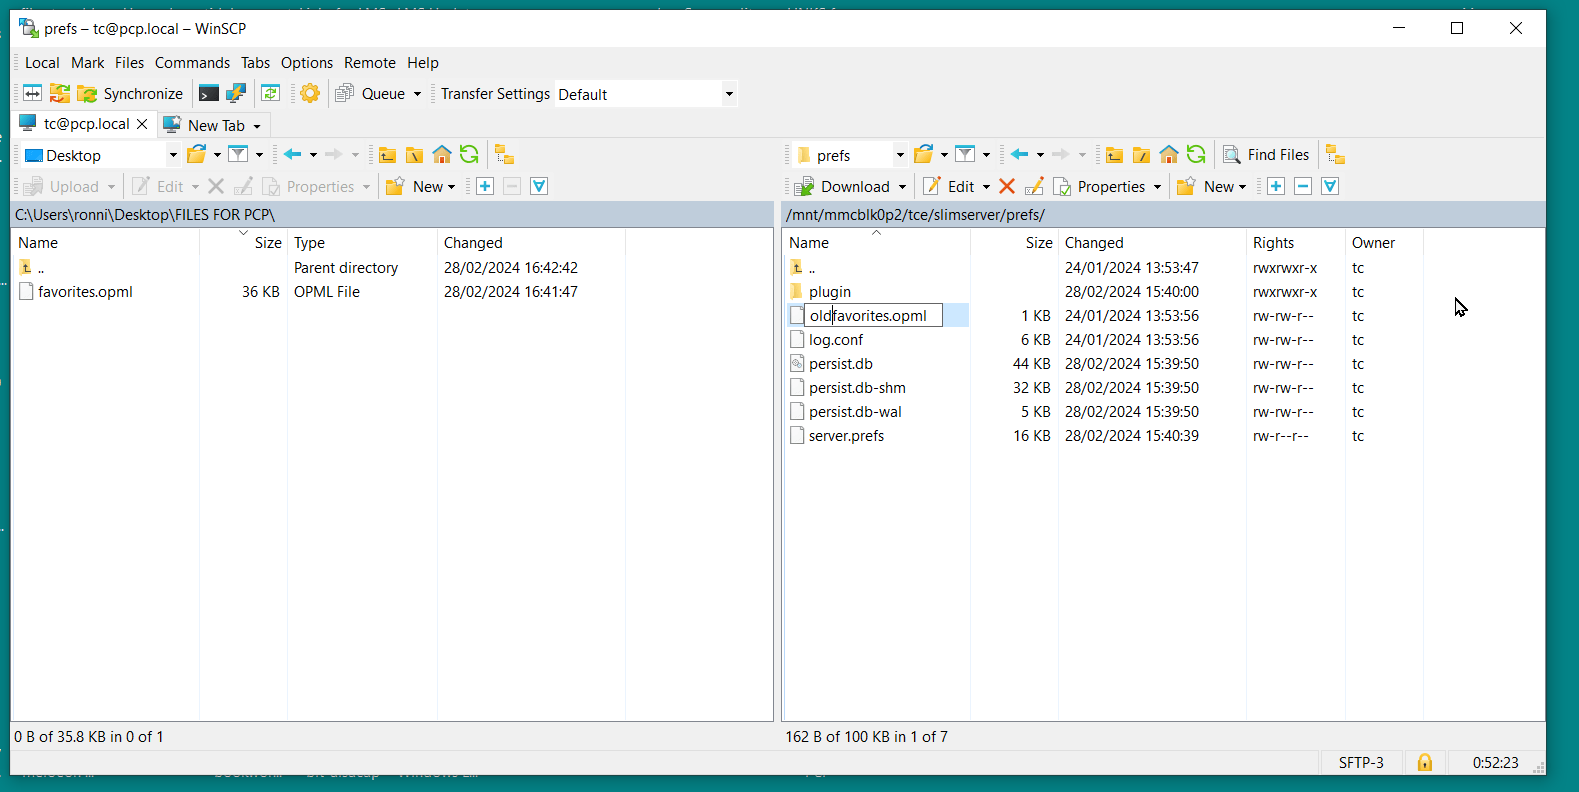 prefs – tc@pcp.local – WinSCP
Local Mark Files Commands Tabs Options Remote Help
Synchronize Queue Transfer Settings Default
tc@pcp.local New Tab
Desktop
Upload Edit Properties New
C:\Users\ronni\Desktop\FILES FOR PCP\
Name Size Type Changed
.. Parent directory 28/02/2024 16:42:42
favorites.opml 36 KB OPML File 28/02/2024 16:41:47
0 B of 35.8 KB in 0 of 1
prefs Find Files
Download Edit Properties New
/mnt/mmcblk0p2/tce/slimserver/prefs/
Name Size Changed Rights Owner
.. 24/01/2024 13:53:47 rwxrwxr-x tc
plugin 28/02/2024 15:40:00 rwxrwxr-x tc
oldfavorites.opml 1 KB 24/01/2024 13:53:56 rw-rw-r-- tc
log.conf 6 KB 24/01/2024 13:53:56 rw-rw-r-- tc
persist.db 44 KB 28/02/2024 15:39:50 rw-rw-r-- tc
persist.db-shm 32 KB 28/02/2024 15:39:50 rw-rw-r-- tc
persist.db-wal 5 KB 28/02/2024 15:39:50 rw-rw-r-- tc
server.prefs 16 KB 28/02/2024 15:40:39 rw-r--r-- tc
162 B of 100 KB in 1 of 7
SFTP-3 0:52:23